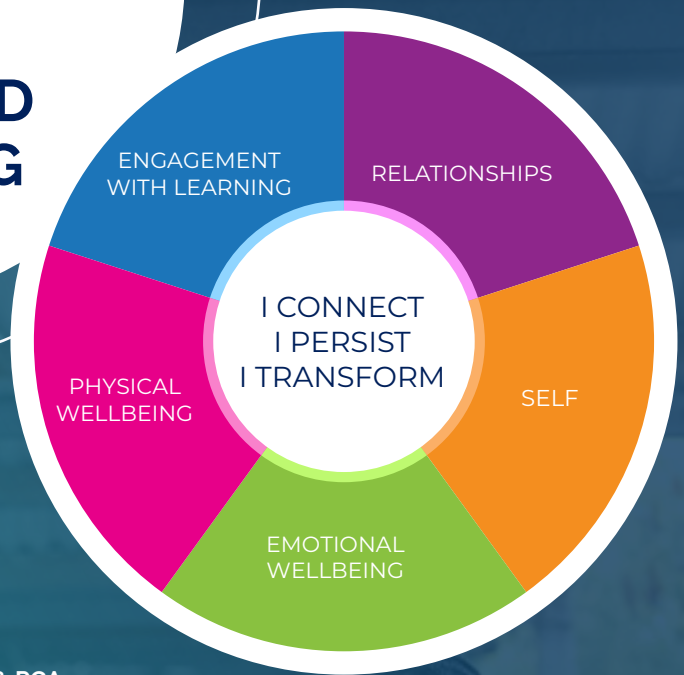 D
G
ENGAGEMENT
WITH LEARNING
RELATIONSHIPS
I CONNECT
I PERSIST
I TRANSFORM
PHYSICAL
WELLBEING
SELF
EMOTIONAL
WELLBEING